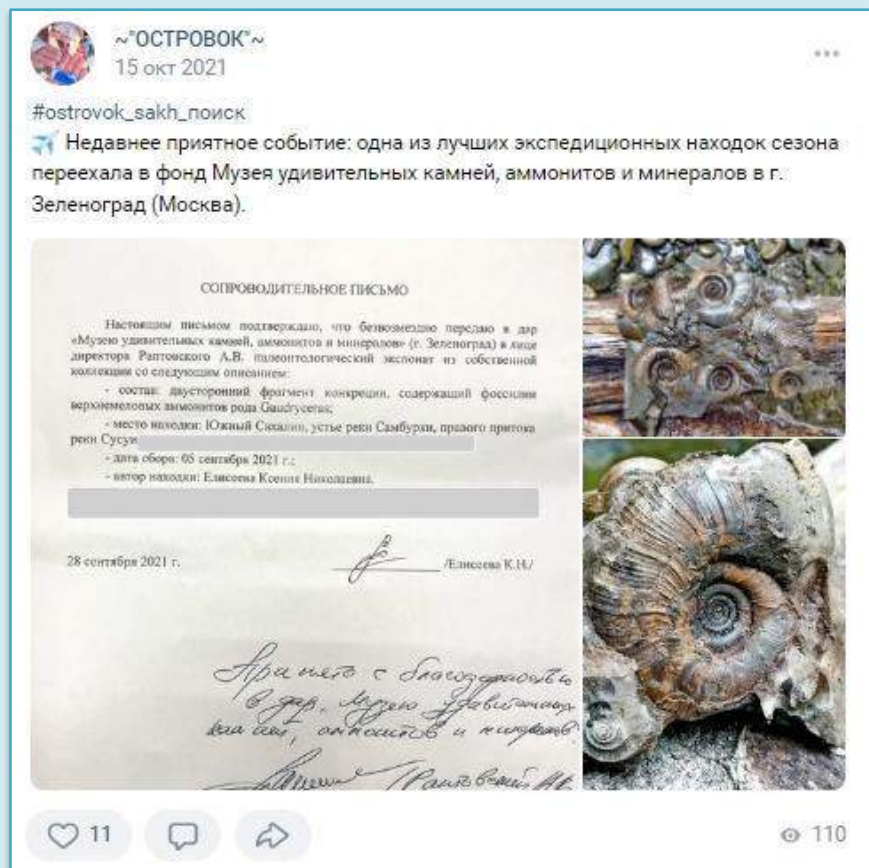 ~"ОСТРОВОК"~
15 окт 2021
#ostrovok_sakh_поиск
Недавнее приятное событие: одна из лучших экспедиционных находок сезона
переехала в фонд Музея удивительных камней, аммонитов и минералов в г.
Зеленоград (Москва).
СОПРОВОДИТЕЛЬНОЕ ПИСЬМО
Настоящим письмом подтверждаю, что безвозмездно передаю в дар
«Музею удивительных камней, аммонитов и минералов» (г. Зеленоград) в лице
директора Раптовского А.В. палеонтологический экспонат из собственной
коллекции со следующим описанием:
- состав: двусторонний фрагмент конкреции, содержащий фоссилии
верхнемеловых аммонитов рода Gaudryceras;
- место находки: Южный Сахалин, устье реки Самбурки, правого притока
реки Сусуи
- дата сбора: 05 сентября 2021 г.;
- автор находки: Елисеева Ксения Николаевна.
28 сентября 2021 г.
/Елисеева К.Н./
Принято с благодарностью
в дар, Музею удивительных
камней, аммонитов и минералов.
11
110